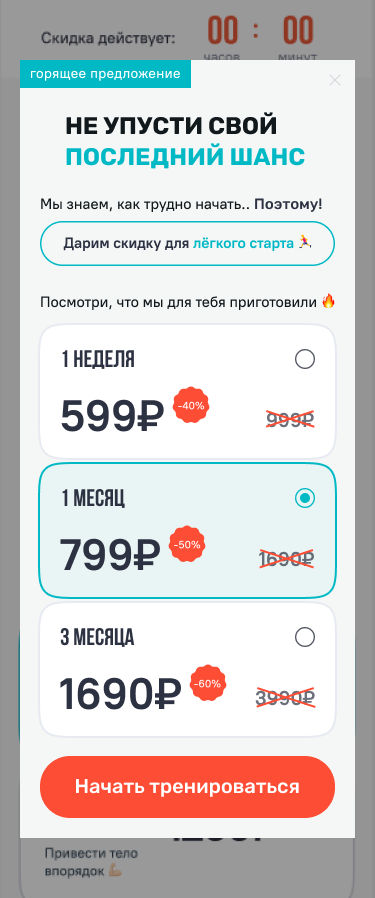 Скидка действует:
00 : 00
часов минут
горящее предложение
НЕ УПУСТИ СВОЙ
ПОСЛЕДНИЙ ШАНС
Мы знаем, как трудно начать.. Поэтому!
Дарим скидку для лёгкого старта 🏃‍♀️
Посмотри, что мы для тебя приготовили 🔥
1 НЕДЕЛЯ
599₽ -40% 999₽
1 МЕСЯЦ
799₽ -50% 1690₽
3 МЕСЯЦА
1690₽ -60% 3990₽
Начать тренироваться
Привести тело
впорядок 💪🏻